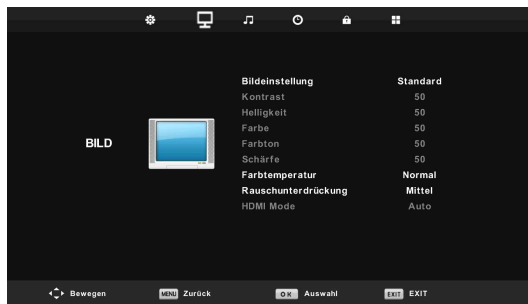 Bildeinstellung Standard
Kontrast 50
Helligkeit 50
Farbe 50
BILD
Farbton 50
Schärfe 50
Farbtemperatur Normal
Rauschunterdrückung Mittel
HDMI Mode Auto
Bewegen MENU Zurück OK Auswahl EXIT EXIT